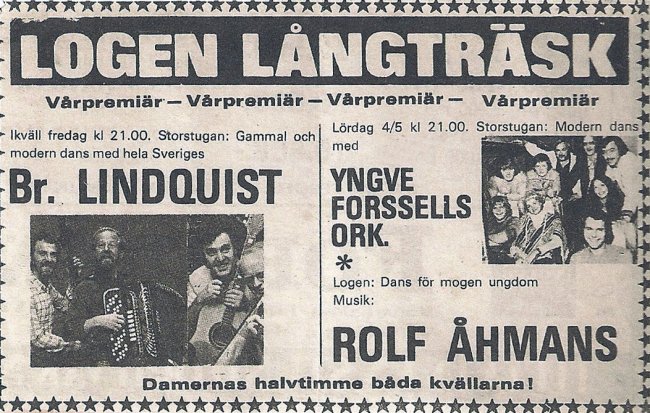 LOGEN LÅNGTRÄSK
Vårpremiär — Vårpremiär — Vårpremiär — Vårpremiär
Ikväll fredag kl 21.00. Storstugan: Gammal och
modern dans med hela Sveriges
Br. LINDQUIST
Lördag 4/5 kl 21.00. Storstugan: Modern dans
med
YNGVE
FORSSELLS
ORK.
*
Logen: Dans för mogen ungdom
Musik:
ROLF ÅHMANS
Damernas halvtimme båda kvällarna!